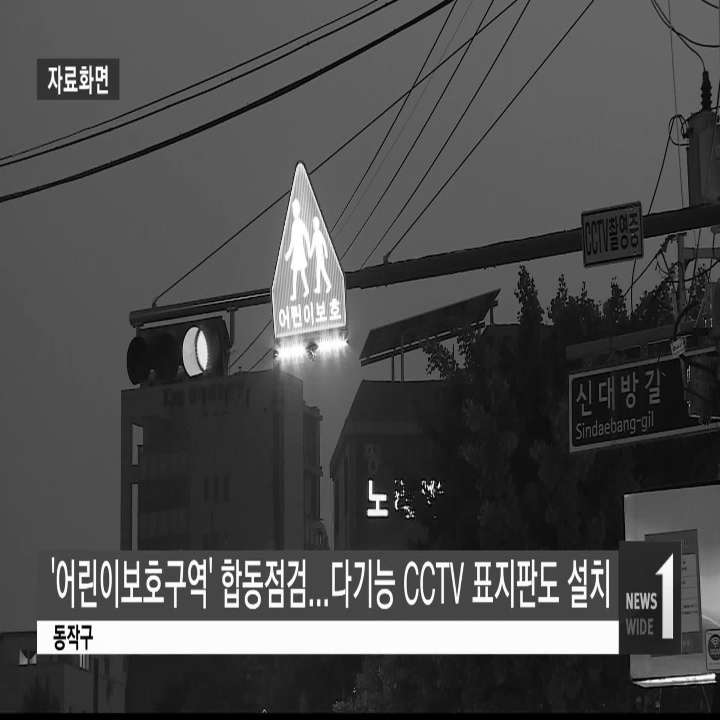 자료화면
CCTV촬영중
어린이보호
신대방길
Sindaebang-gil
노
'어린이보호구역' 합동점검...다기능 CCTV 표지판도 설치
NEWS
WIDE
1
동작구